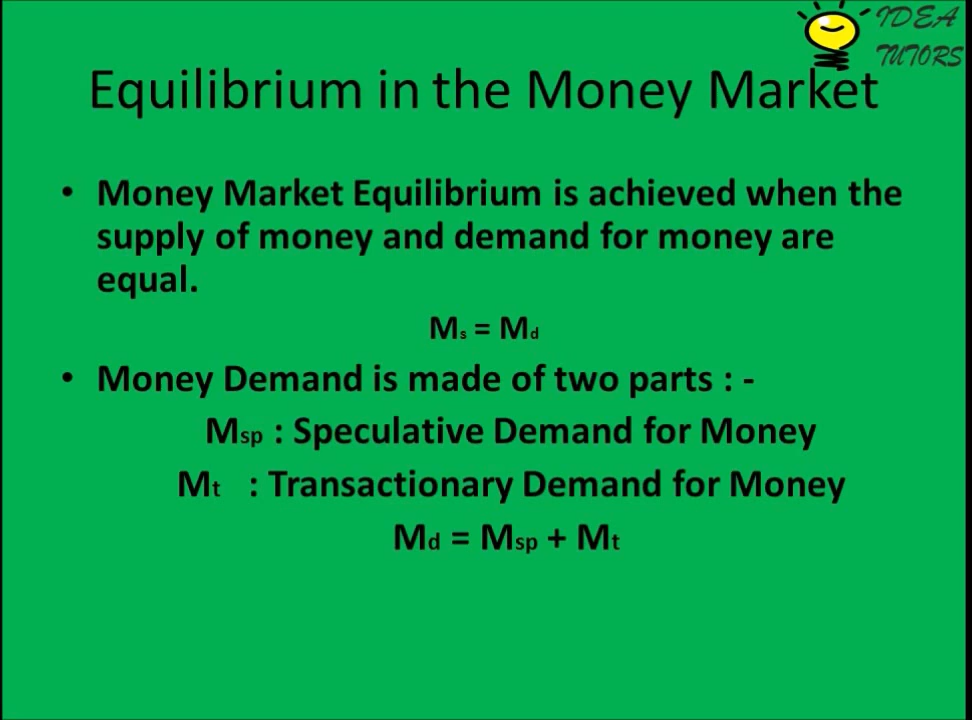 IDEA
TUTORS
Equilibrium in the Money Market
• Money Market Equilibrium is achieved when the
supply of money and demand for money are
equal.
Ms = Md
• Money Demand is made of two parts : -
Msp : Speculative Demand for Money
Mt : Transactionary Demand for Money
Md = Msp + Mt